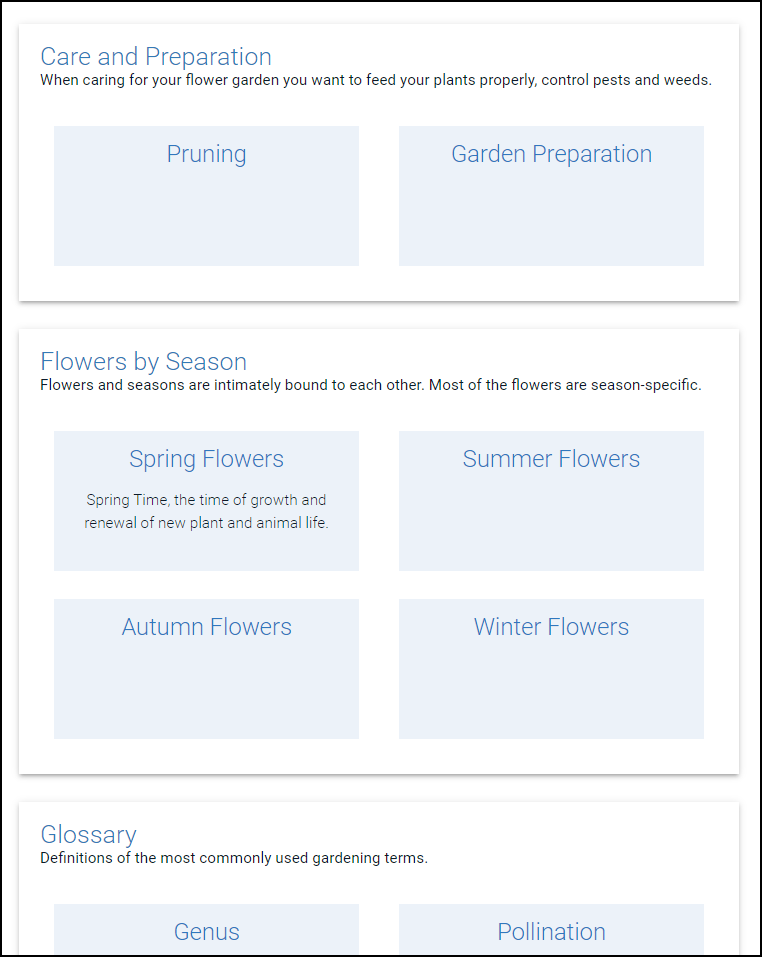 Care and Preparation
When caring for your flower garden you want to feed your plants properly, control pests and weeds.
Pruning
Garden Preparation
Flowers by Season
Flowers and seasons are intimately bound to each other. Most of the flowers are season-specific.
Spring Flowers
Summer Flowers
Spring Time, the time of growth and
renewal of new plant and animal life.
Autumn Flowers
Winter Flowers
Glossary
Definitions of the most commonly used gardening terms.
Genus
Pollination